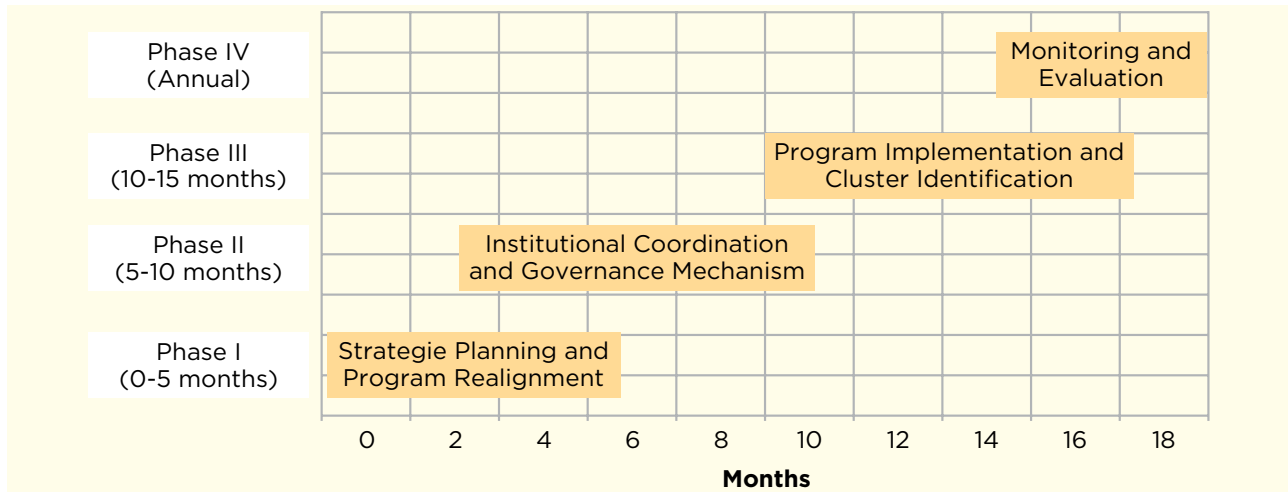 Phase IV
(Annual)
Monitoring and
Evaluation
Phase III
(10-15 months)
Program Implementation and
Cluster Identification
Phase II
(5-10 months)
Institutional Coordination
and Governance Mechanism
Phase I
(0-5 months)
Strategie Planning and
Program Realignment
0 2 4 6 8 10 12 14 16 18
Months